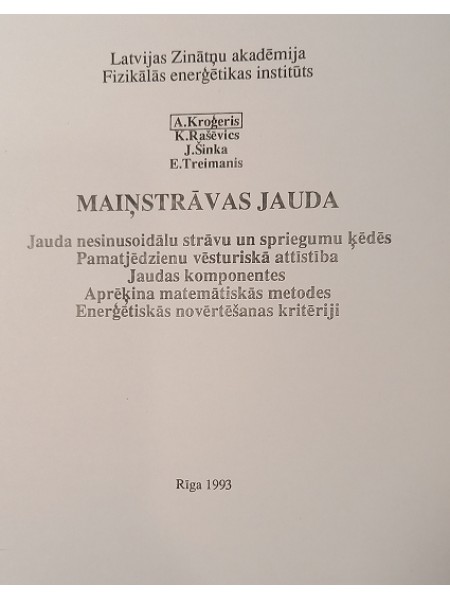 Latvijas Zinātņu akadēmija
Fizikālās enerģētikas institūts
A.Kroģeris
K.Raševics
J.Šinka
E.Treimanis
MAIŅSTRĀVAS JAUDA
Jauda nesinusoidālu strāvu un spriegumu ķēdēs
Pamatjēdzienu vēsturiskā attīstība
Jaudas komponentes
Aprēķina matemātiskās metodes
Enerģētiskās novērtēšanas kritēriji
Rīga 1993